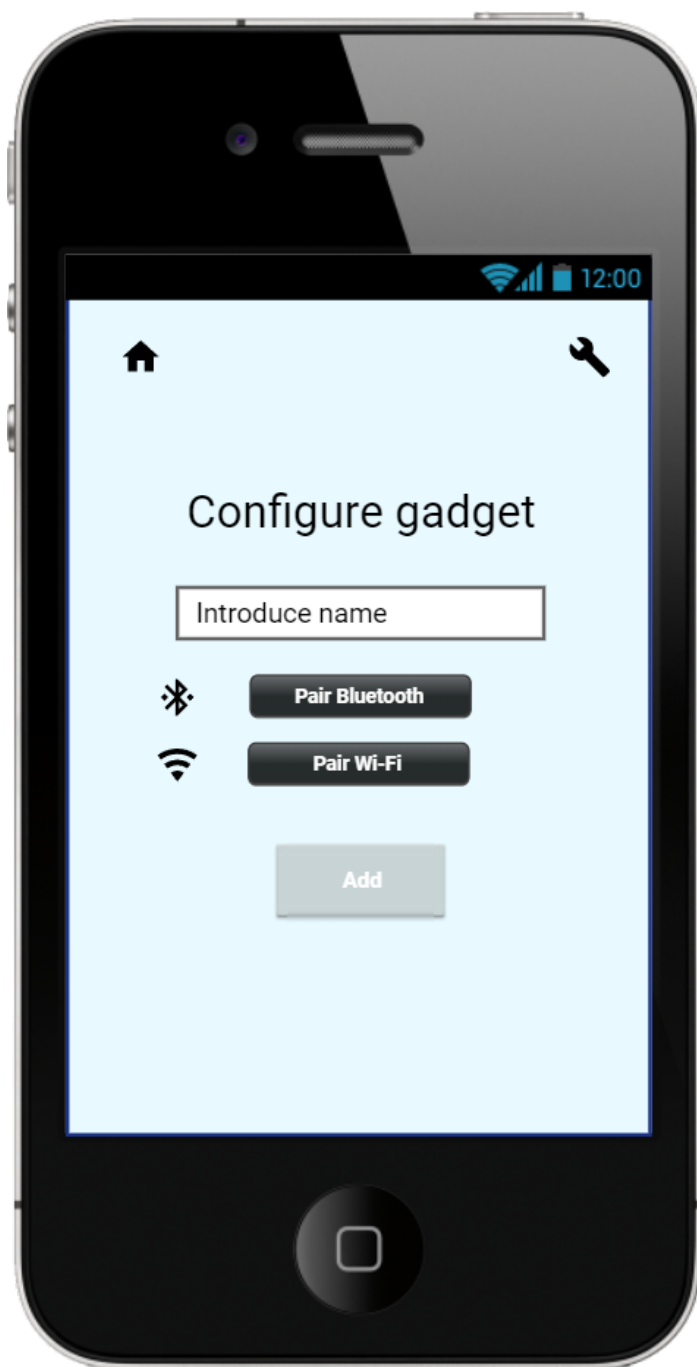 12:00
Configure gadget
Introduce name
Pair Bluetooth
Pair Wi-Fi
Add